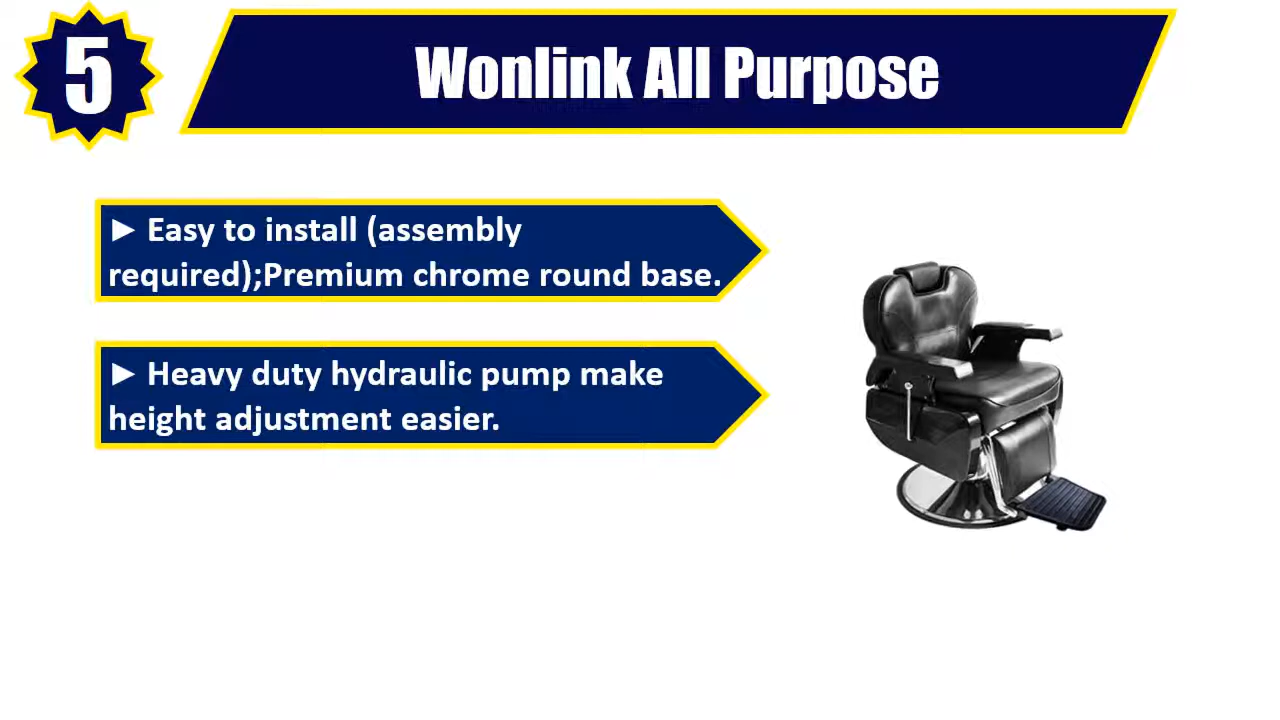 5
Wonlink All Purpose
► Easy to install (assembly
required);Premium chrome round base.
► Heavy duty hydraulic pump make
height adjustment easier.